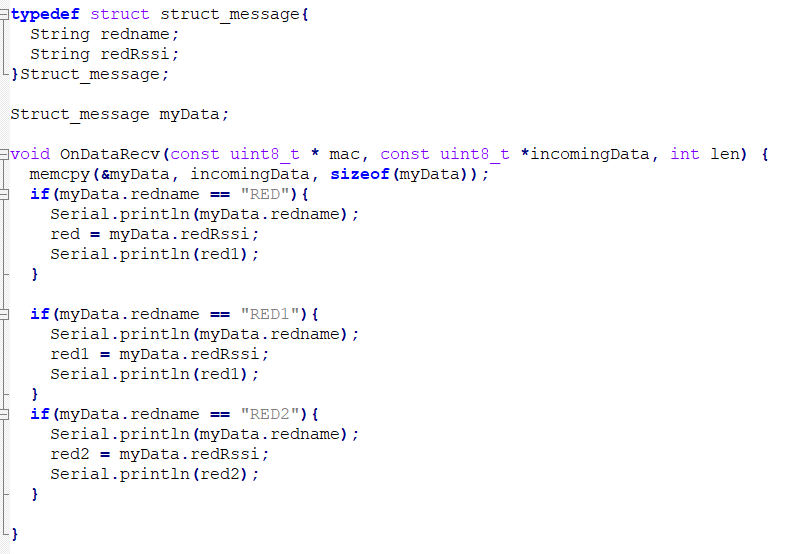 typedef struct struct_message{
  String redname;
  String redRssi;
}Struct_message;

Struct_message myData;

void OnDataRecv(const uint8_t * mac, const uint8_t *incomingData, int len) {
  memcpy(&myData, incomingData, sizeof(myData));
  if(myData.redname == "RED"){
    Serial.println(myData.redname);
    red = myData.redRssi;
    Serial.println(red1);
  }

  if(myData.redname == "RED1"){
    Serial.println(myData.redname);
    red1 = myData.redRssi;
    Serial.println(red1);
  }
  if(myData.redname == "RED2"){
    Serial.println(myData.redname);
    red2 = myData.redRssi;
    Serial.println(red2);
  }

}